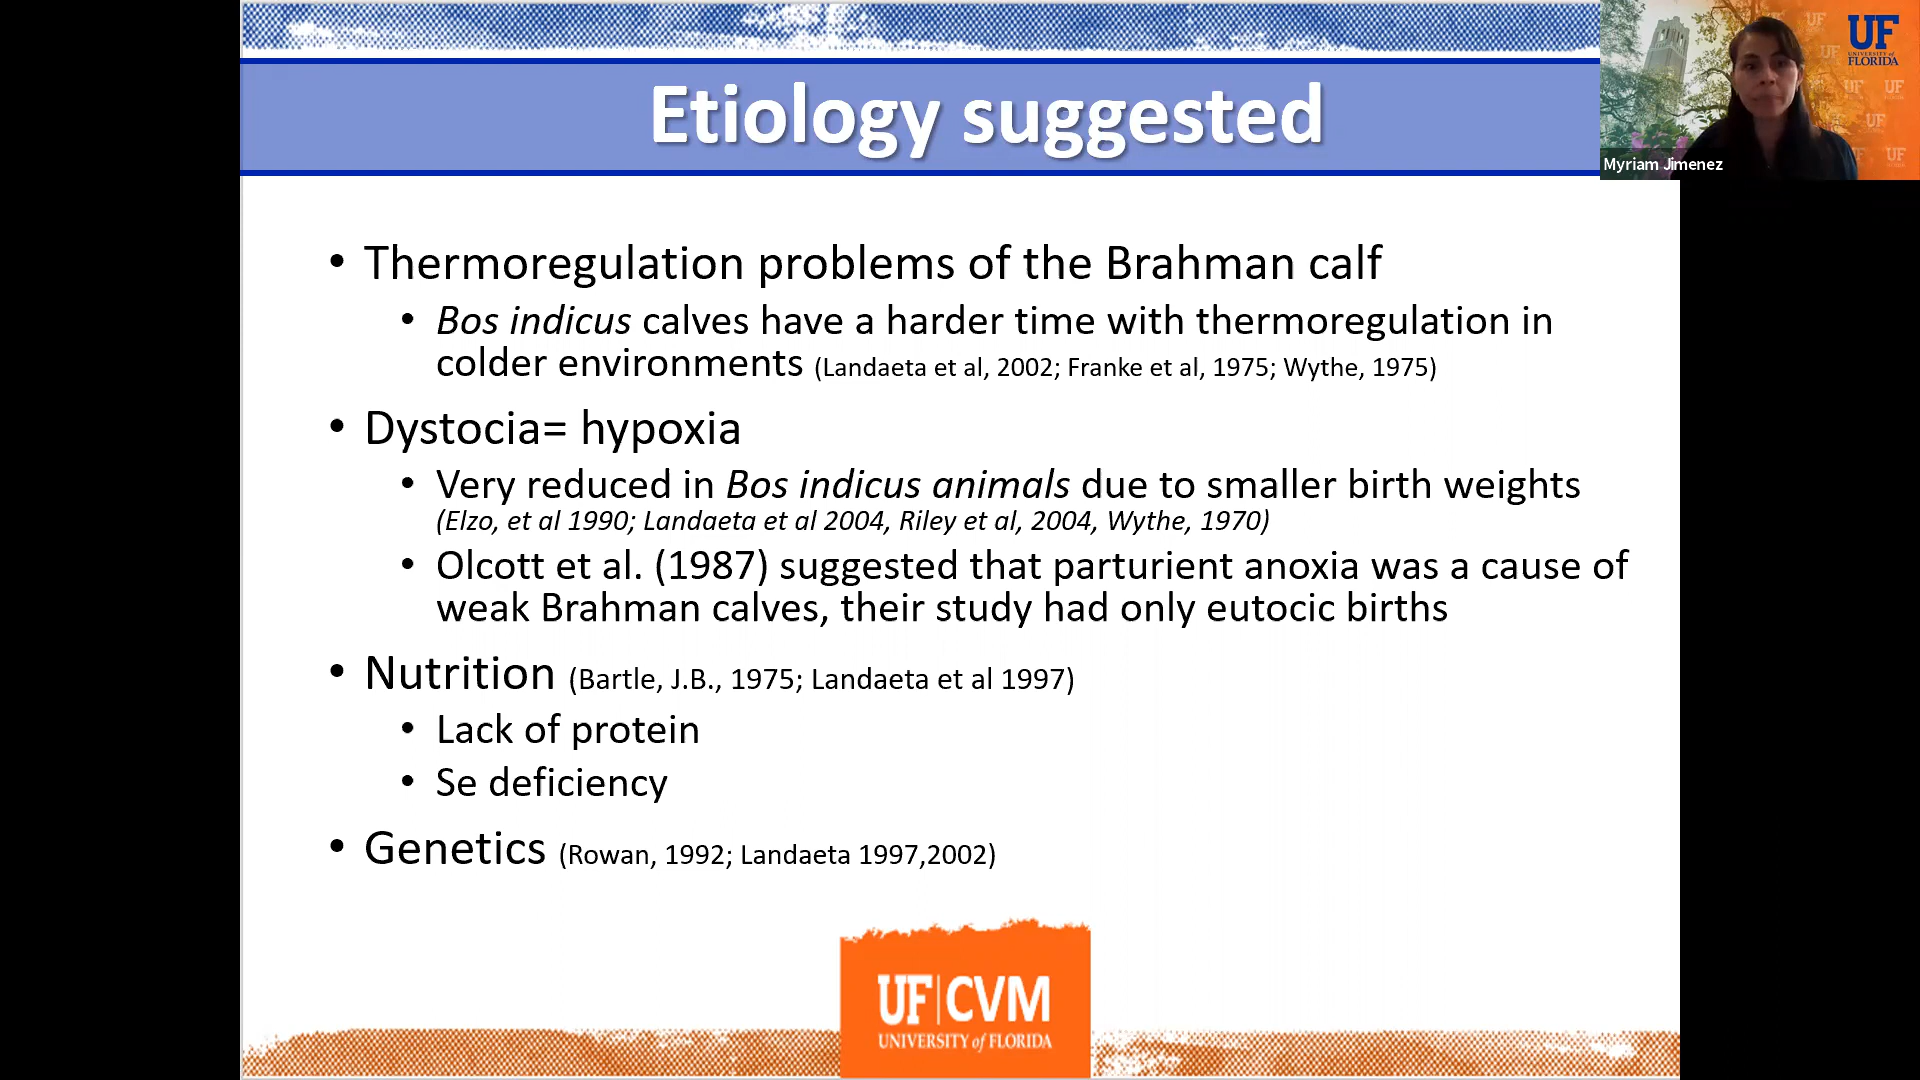 Etiology suggested
UF
UNIVERSITY of
FLORIDA
Myriam Jimenez
• Thermoregulation problems of the Brahman calf
• Bos indicus calves have a harder time with thermoregulation in
colder environments (Landaeta et al, 2002; Franke et al, 1975; Wythe, 1975)
• Dystocia= hypoxia
• Very reduced in Bos indicus animals due to smaller birth weights
(Elzo, et al 1990; Landaeta et al 2004, Riley et al, 2004, Wythe, 1970)
• Olcott et al. (1987) suggested that parturient anoxia was a cause of
weak Brahman calves, their study had only eutocic births
• Nutrition (Bartle, J.B., 1975; Landaeta et al 1997)
• Lack of protein
• Se deficiency
• Genetics (Rowan, 1992; Landaeta 1997,2002)
UF|CVM
UNIVERSITY of FLORIDA